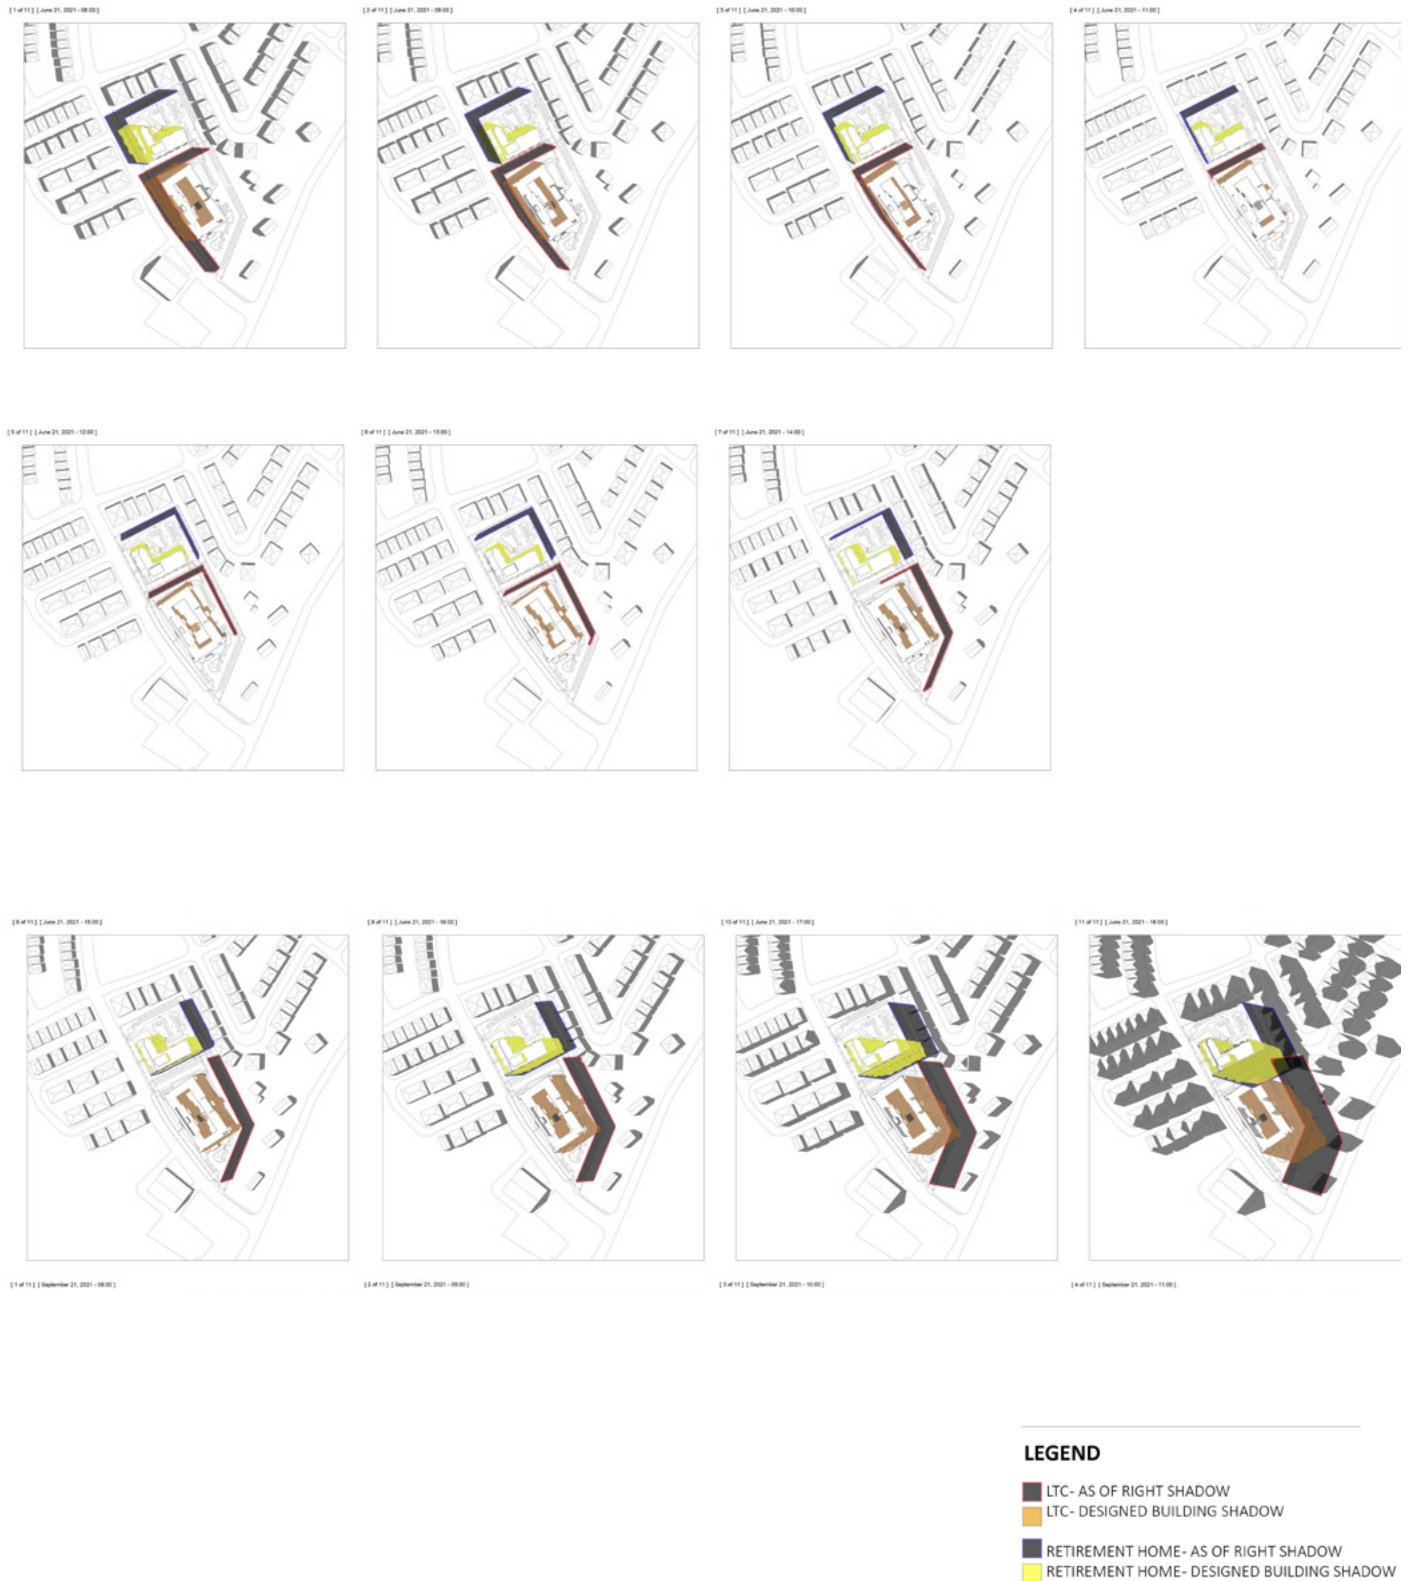 [ 1 of 11 ] [ June 21, 2021 - 08:00 ]
[ 2 of 11 ] [ June 21, 2021 - 09:00 ]
[ 3 of 11 ] [ June 21, 2021 - 10:00 ]
[ 4 of 11 ] [ June 21, 2021 - 11:00 ]
[ 5 of 11 ] [ June 21, 2021 - 12:00 ]
[ 6 of 11 ] [ June 21, 2021 - 13:00 ]
[ 7 of 11 ] [ June 21, 2021 - 14:00 ]
[ 8 of 11 ] [ June 21, 2021 - 15:00 ]
[ 9 of 11 ] [ June 21, 2021 - 16:00 ]
[ 10 of 11 ] [ June 21, 2021 - 17:00 ]
[ 11 of 11 ] [ June 21, 2021 - 18:00 ]
[ 1 of 11 ] [ September 21, 2021 - 08:00 ]
[ 2 of 11 ] [ September 21, 2021 - 09:00 ]
[ 3 of 11 ] [ September 21, 2021 - 10:00 ]
[ 4 of 11 ] [ September 21, 2021 - 11:00 ]
LEGEND
LTC- AS OF RIGHT SHADOW
LTC- DESIGNED BUILDING SHADOW
RETIREMENT HOME- AS OF RIGHT SHADOW
RETIREMENT HOME- DESIGNED BUILDING SHADOW